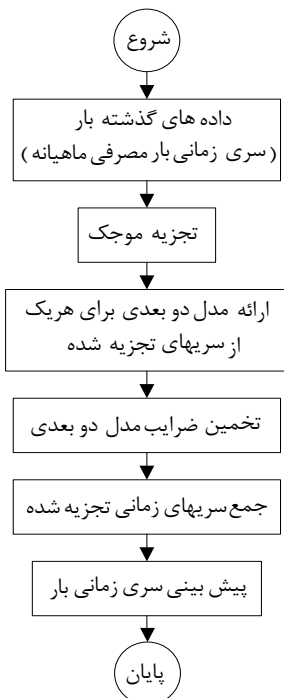 شروع
داده های گذشته بار
(سری زمانی بار مصرفی ماهیانه)
تجزیه موجک
ارائه مدل دو بعدی برای هریک
از سریهای تجزیه شده
تخمین ضرایب مدل دو بعدی
جمع سریهای زمانی تجزیه شده
پیش بینی سری زمانی بار
پایان